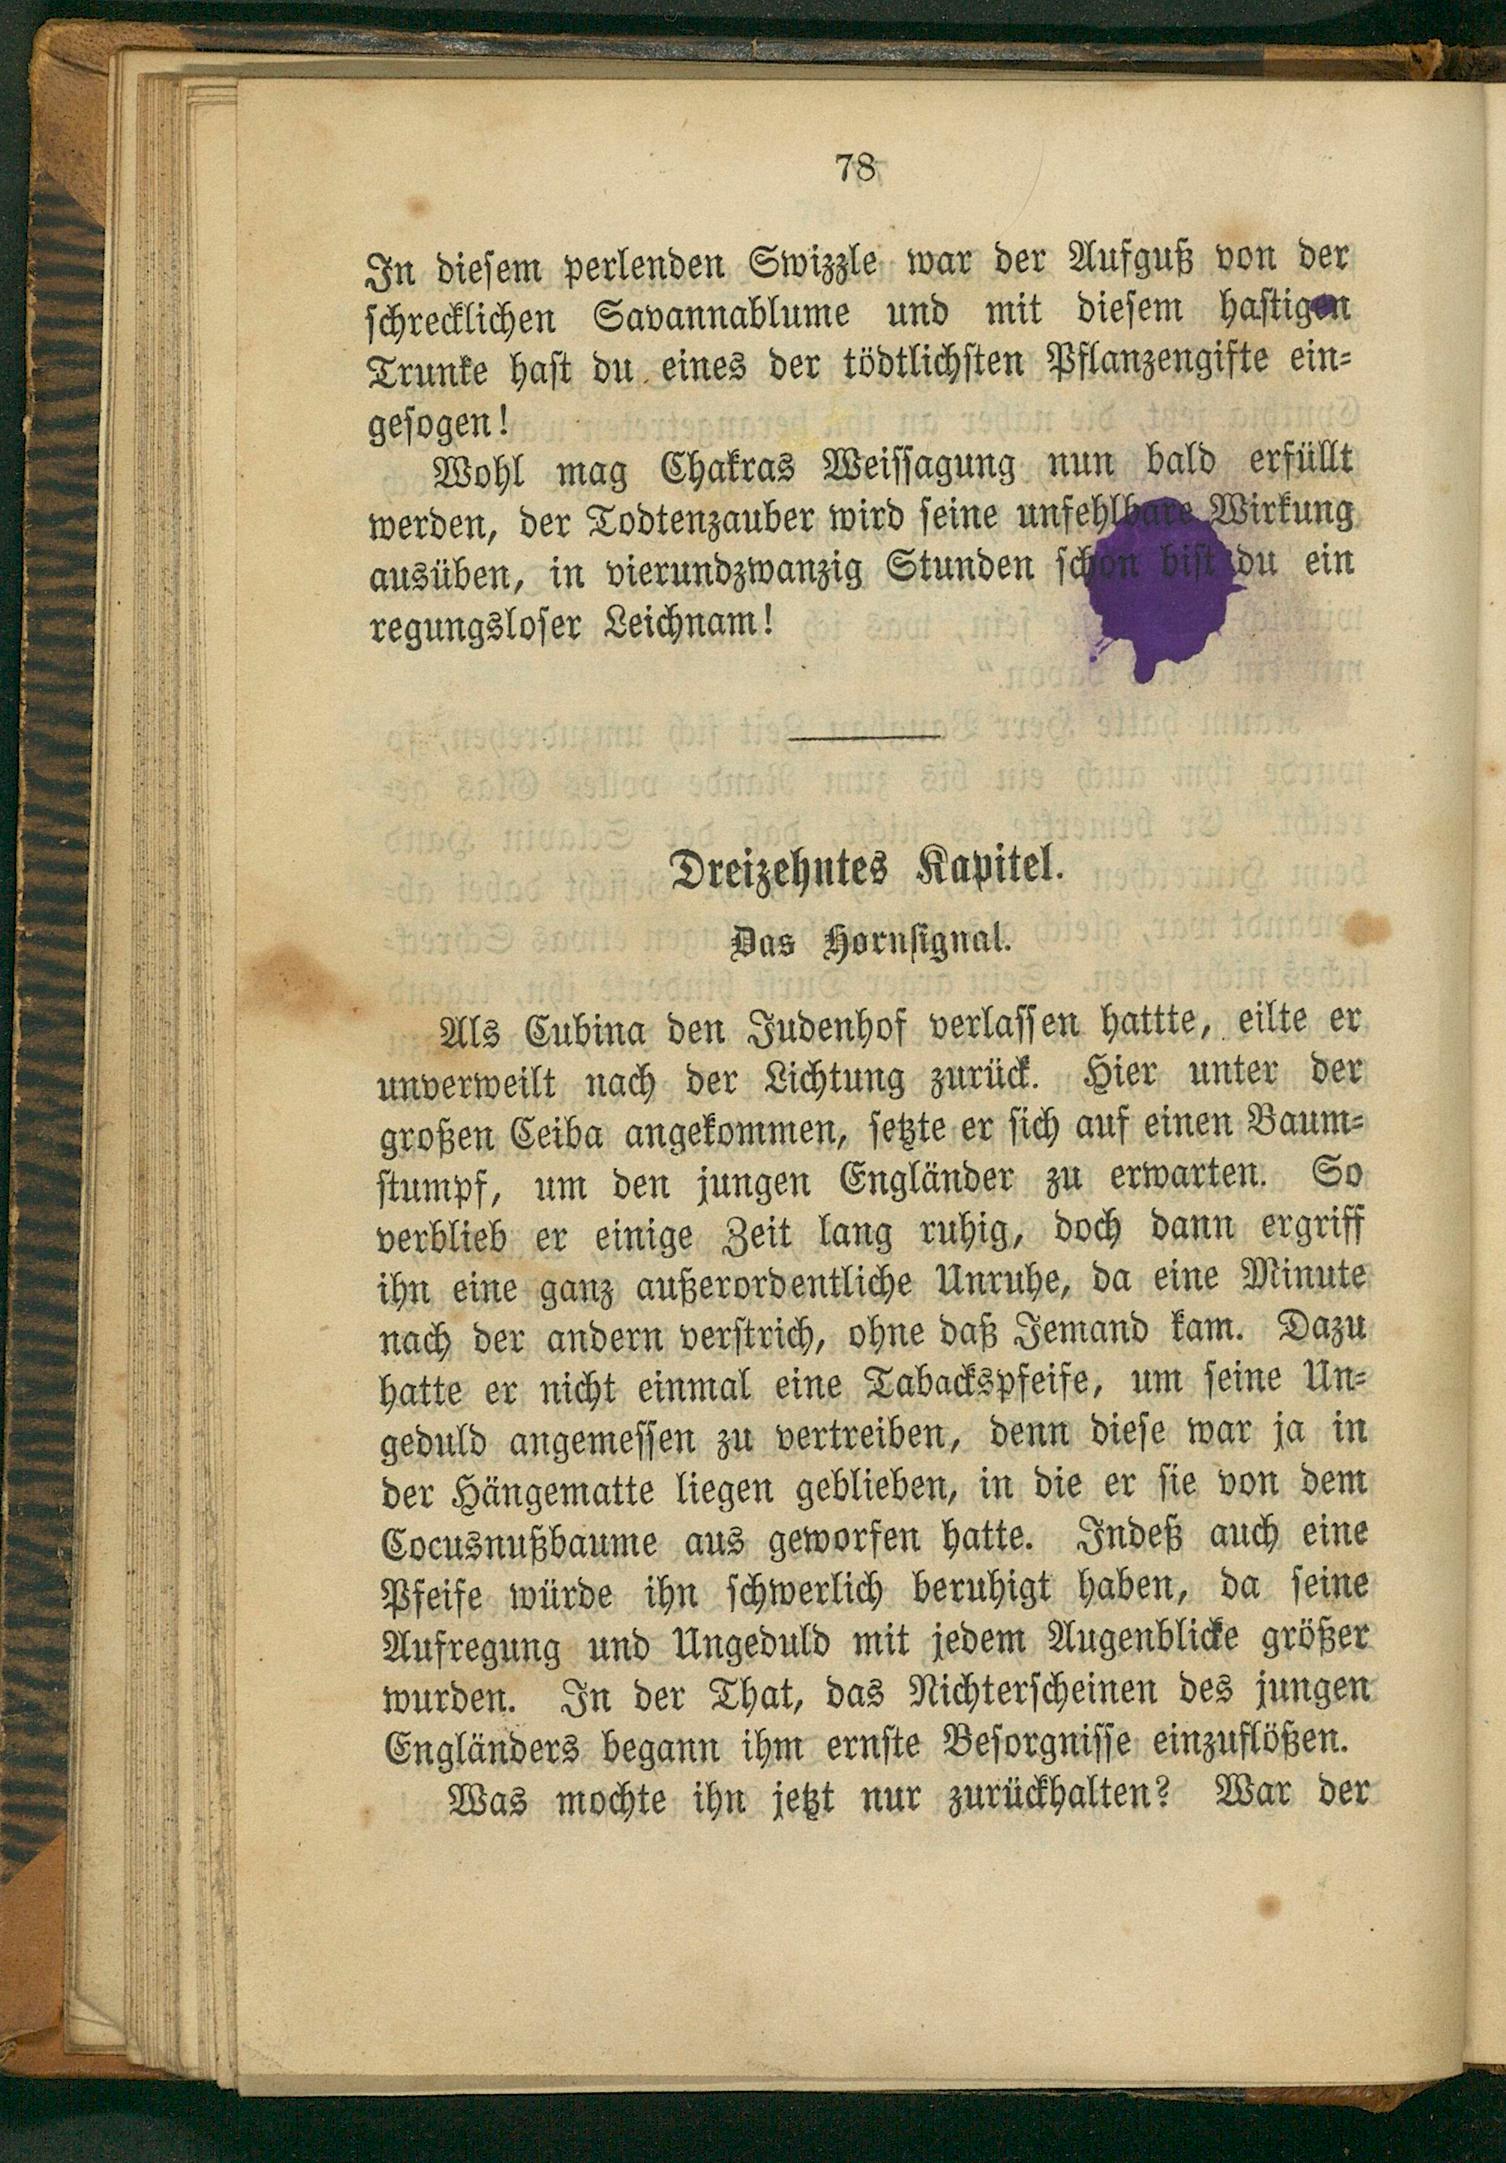 78
In diesem perlenden Swizzle war der Aufguß von der
schrecklichen Savannablume und mit diesem hastigen
Trunke hast du eines der tödtlichsten Pflanzengifte ein-
gesogen!
Wohl mag Chakras Weissagung nun bald erfüllt
werden, der Todtenzauber wird seine unfehlbare Wirkung
ausüben, in vierundzwanzig Stunden schon bist du ein
regungsloser Leichnam!
Dreizehntes Kapitel.
Das Hornsignal.
Als Cubina den Judenhof verlassen hattte, eilte er
unverweilt nach der Lichtung zurück. Hier unter der
großen Ceiba angekommen, setzte er sich auf einen Baum-
stumpf, um den jungen Engländer zu erwarten. So
verblieb er einige Zeit lang ruhig, doch dann ergriff
ihn eine ganz außerordentliche Unruhe, da eine Minute
nach der andern verstrich, ohne daß Jemand kam. Dazu
hatte er nicht einmal eine Tabackspfeife, um seine Un-
geduld angemessen zu vertreiben, denn diese war ja in
der Hängematte liegen geblieben, in die er sie von dem
Cocusnußbaume aus geworfen hatte. Indeß auch eine
Pfeife würde ihn schwerlich beruhigt haben, da seine
Aufregung und Ungeduld mit jedem Augenblicke größer
wurden. In der That, das Nichterscheinen des jungen
Engländers begann ihm ernste Besorgnisse einzuflößen.
Was mochte ihn jetzt nur zurückhalten? War der